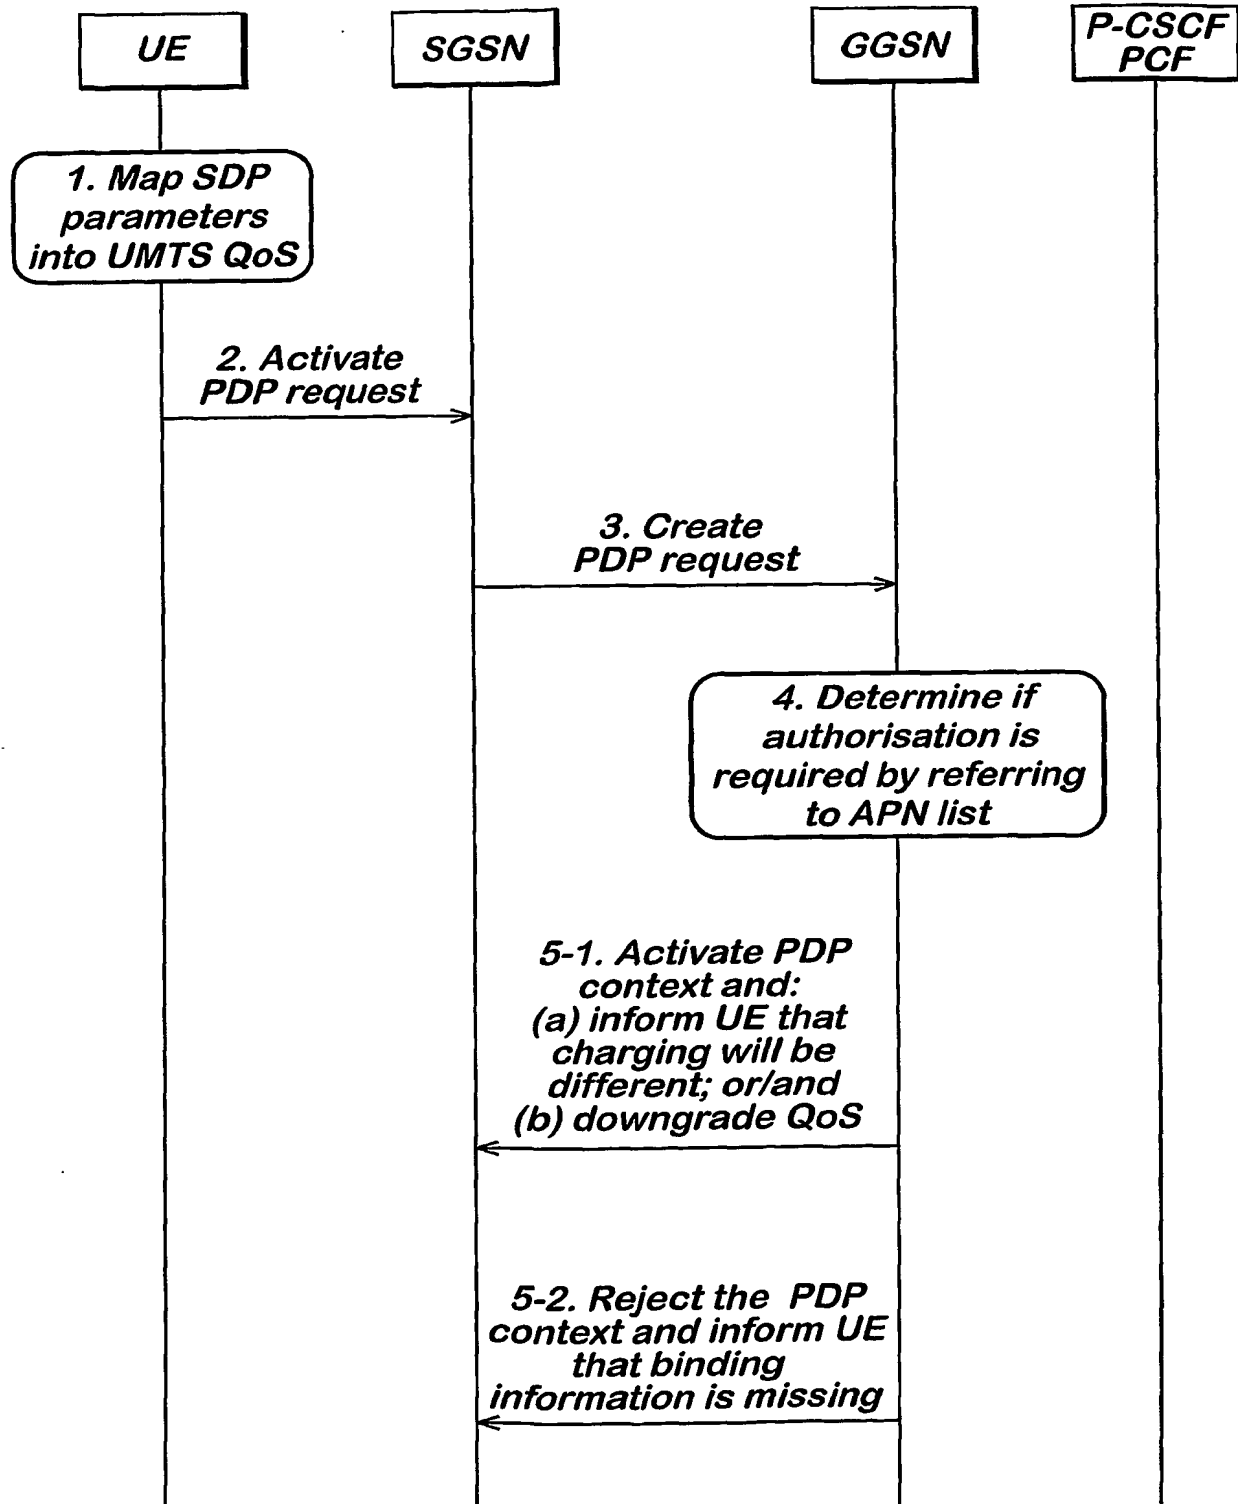 UE
SGSN
GGSN
P-CSCF
PCF
1. Map SDP
parameters
into UMTS QoS
2. Activate
PDP request
3. Create
PDP request
4. Determine if
authorisation is
required by referring
to APN list
5-1. Activate PDP
context and:
(a) inform UE that
charging will be
different; or/and
(b) downgrade QoS
5-2. Reject the PDP
context and inform UE
that binding
information is missing